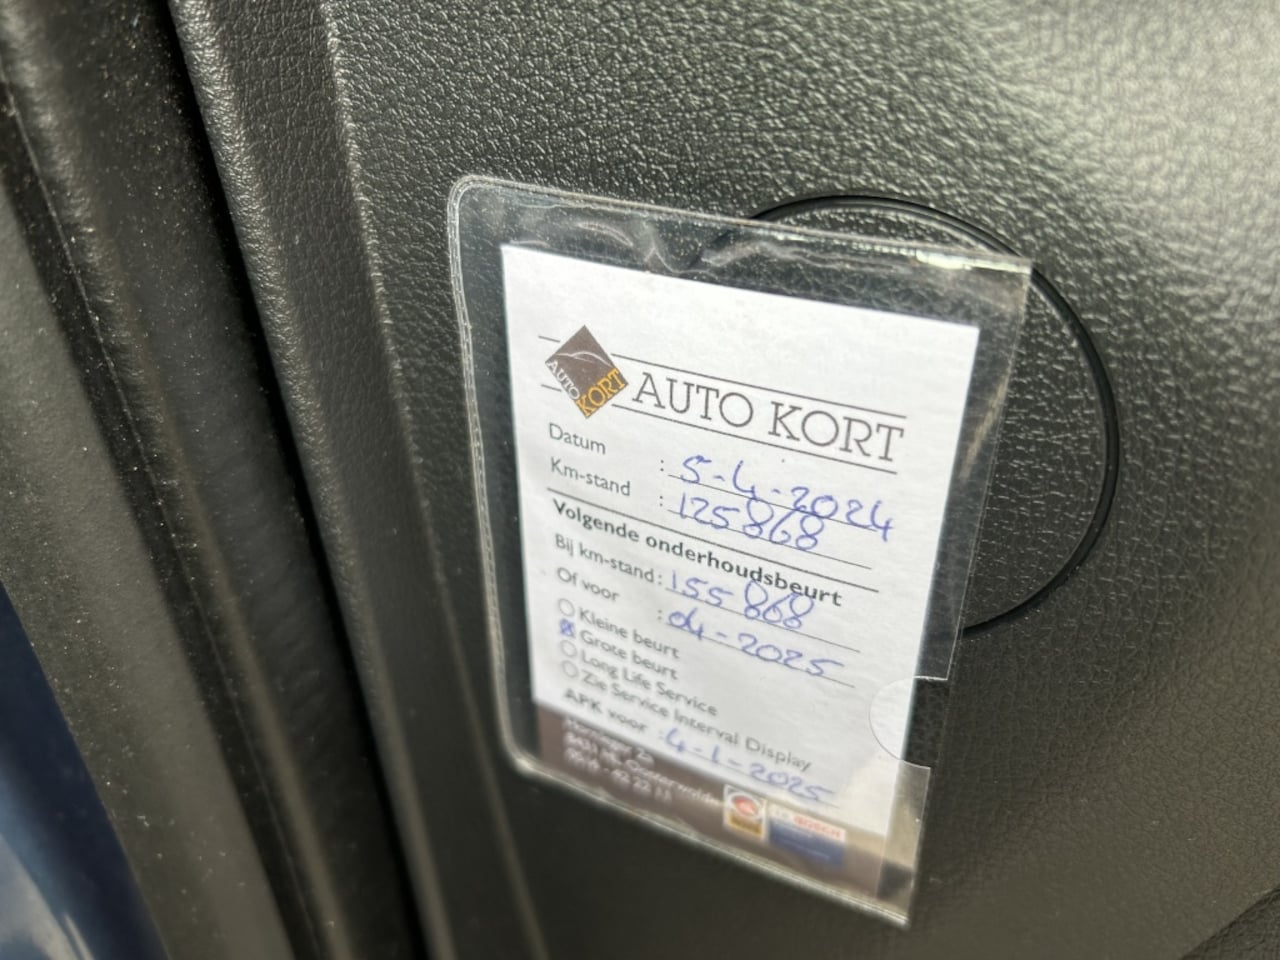 AUTO KORT
AUTO KORT
Datum : 5-4-2024
Km-stand : 125868
Volgende onderhoudsbeurt
Bij km-stand: 155868
Of voor : 04-2025
Kleine beurt
Grote beurt
Long Life Service
Zie Service Interval Display
APK voor : 4-1-2025
Oosterwolde
BOSCH